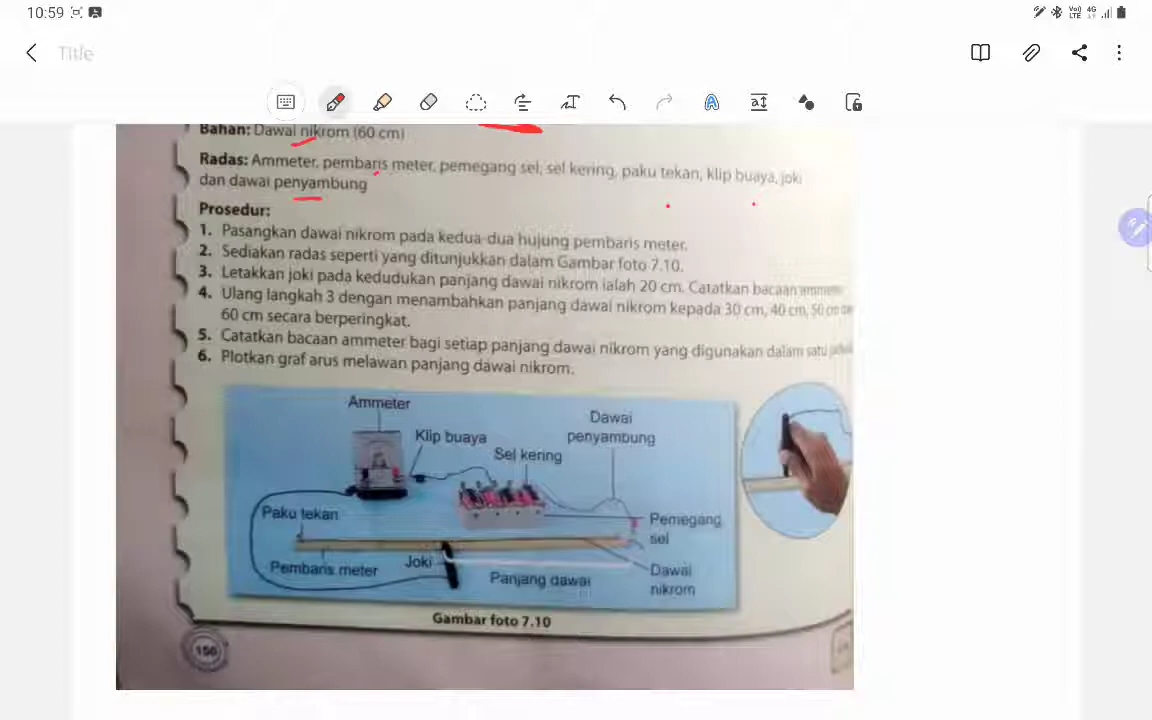 10:59
Title
Bahan: Dawai nikrom (60 cm)
Radas: Ammeter, pembaris meter, pemegang sel, sel kering, paku tekan, klip buaya, joki
dan dawai penyambung
Prosedur:
1. Pasangkan dawai nikrom pada kedua-dua hujung pembaris meter.
2. Sediakan radas seperti yang ditunjukkan dalam Gambar foto 7.10.
3. Letakkan joki pada kedudukan panjang dawai nikrom ialah 20 cm. Catatkan bacaan ammeter
4. Ulang langkah 3 dengan menambahkan panjang dawai nikrom kepada 30 cm, 40 cm, 50 cm dan
60 cm secara berperingkat.
5. Catatkan bacaan ammeter bagi setiap panjang dawai nikrom yang digunakan dalam satu
6. Plotkan graf arus melawan panjang dawai nikrom.
Ammeter
Klip buaya
Sel kering
Dawai
penyambung
Paku tekan
Pemegang
sel
Pembaris meter
Joki
Panjang dawai
Dawai
nikrom
Gambar foto 7.10